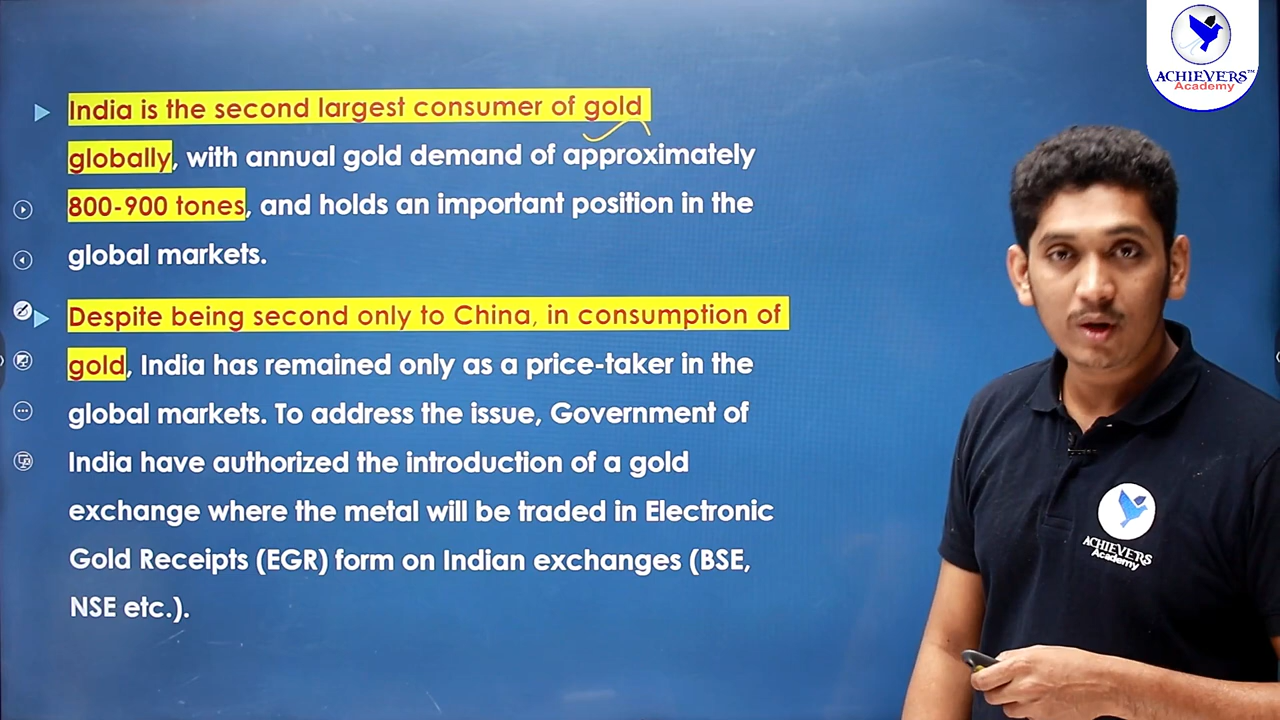 India is the second largest consumer of gold
globally, with annual gold demand of approximately
800-900 tones, and holds an important position in the
global markets.
Despite being second only to China, in consumption of
gold, India has remained only as a price-taker in the
global markets. To address the issue, Government of
India have authorized the introduction of a gold
exchange where the metal will be traded in Electronic
Gold Receipts (EGR) form on Indian exchanges (BSE,
NSE etc.).
ACHIEVERS™
Academy
ACHIEVERS
Academy